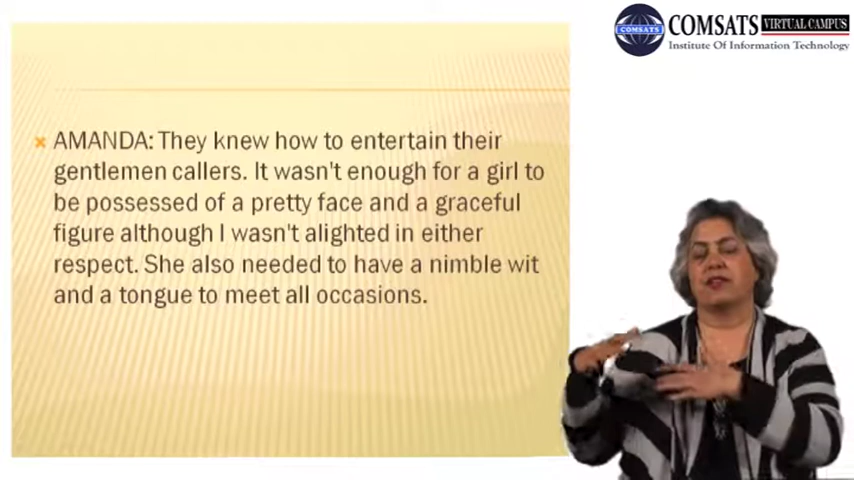 COMSATS VIRTUAL CAMPUS
Institute Of Information Technology
COMSATS
AMANDA: They knew how to entertain their
gentlemen callers. It wasn't enough for a girl to
be possessed of a pretty face and a graceful
figure although I wasn't alighted in either
respect. She also needed to have a nimble wit
and a tongue to meet all occasions.